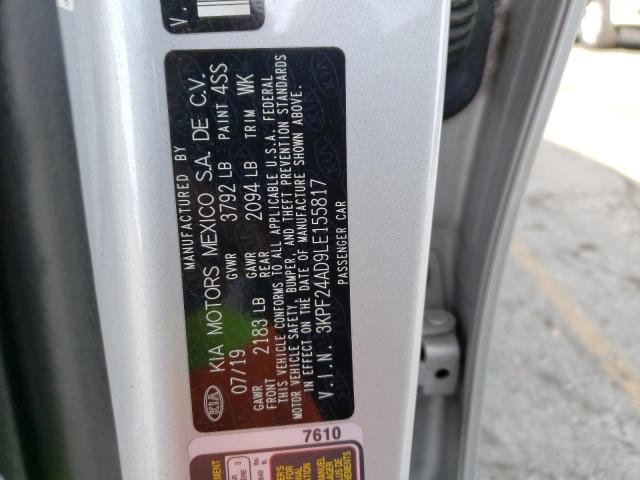 MANUFACTURED BY
KIA MOTORS MEXICO S.A. DE C.V.
07/19 GVWR 3792 LB PAINT 4SS
GAWR FRONT 2183 LB GAWR REAR 2094 LB TRIM WK
THIS VEHICLE CONFORMS TO ALL APPLICABLE U.S.A. FEDERAL
MOTOR VEHICLE SAFETY, BUMPER, AND THEFT PREVENTION STANDARDS
IN EFFECT ON THE DATE OF MANUFACTURE SHOWN ABOVE.
V.I.N. 3KPF24AD9LE155817
PASSENGER CAR
KIA
7610